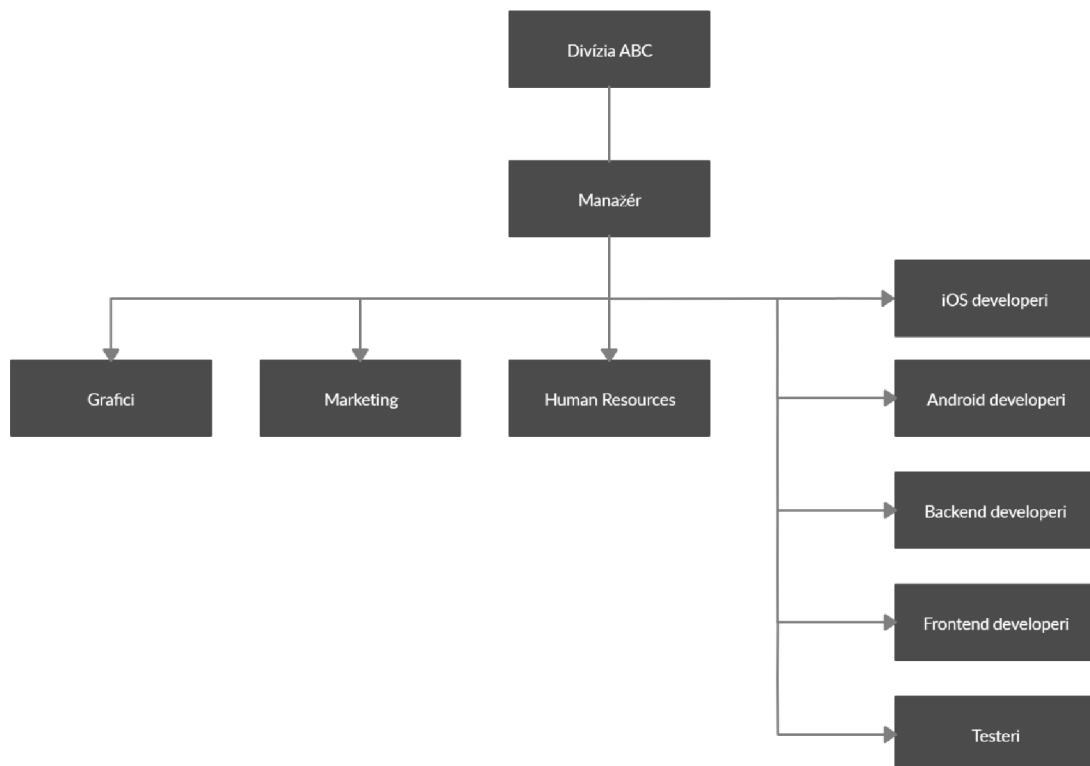 Divízia ABC
Manažér
iOS developeri
Grafici
Marketing
Human Resources
Android developeri
Backend developeri
Frontend developeri
Testeri